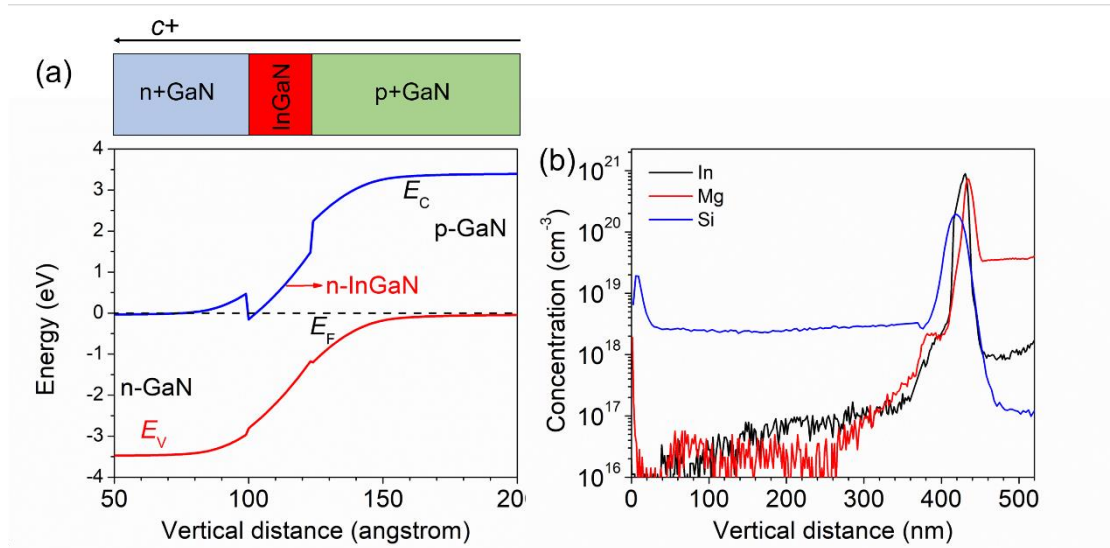 c+
(a)
n+GaN
InGaN
p+GaN
4
3
2
1
0
-1
-2
-3
-4
Energy (eV)
E_C
p-GaN
n-InGaN
E_F
n-GaN
E_V
50
100
150
200
Vertical distance (angstrom)
(b)
In
Mg
Si
10^21
10^20
10^19
10^18
10^17
10^16
Concentration (cm^-3)
0
100
200
300
400
500
Vertical distance (nm)